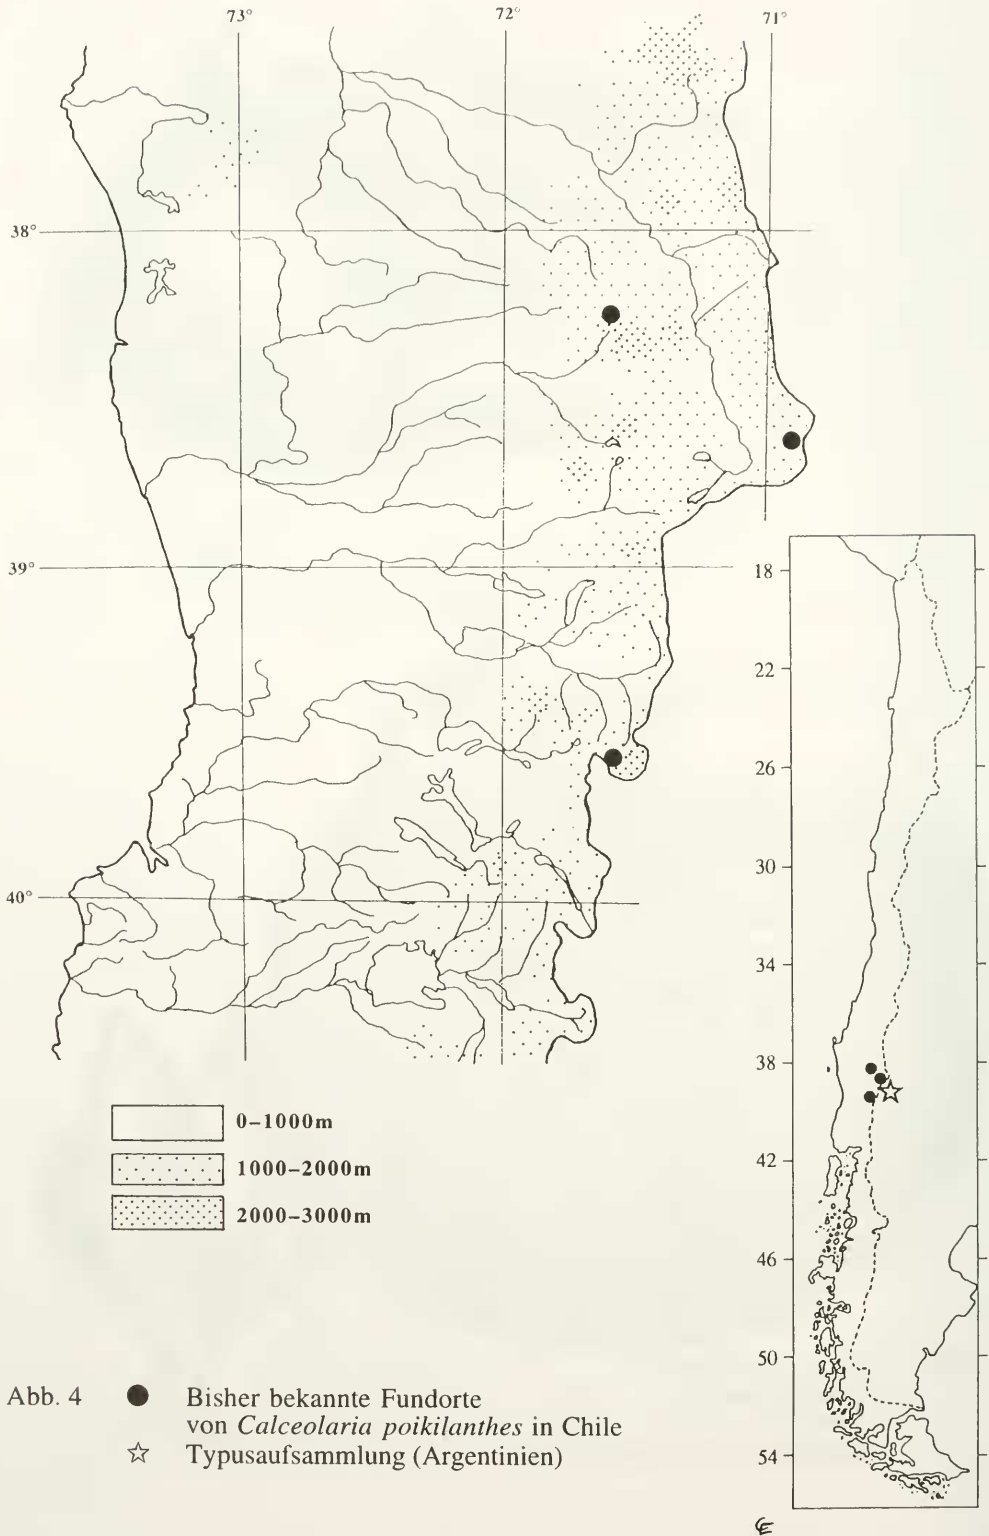 73°
72°
71°
38°
39°
40°
18
22
26
30
34
38
42
46
50
54
0–1000m
1000–2000m
2000–3000m
Abb. 4
Bisher bekannte Fundorte
von Calceolaria poikilanthes in Chile
Typusaufsammlung (Argentinien)